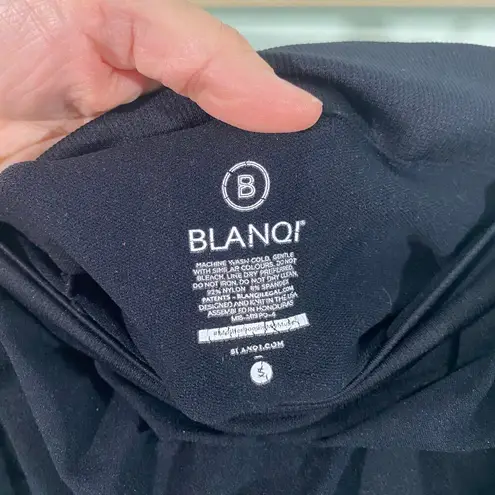 B
BLANQI®
MACHINE WASH COLD, GENTLE
WITH SIMILAR COLOURS. DO NOT
BLEACH. LINE DRY PREFERRED.
DO NOT IRON. DO NOT DRY CLEAN.
92% NYLON 8% SPANDEX
PATENTS - BLANQILEGAL.COM
DESIGNED AND KNIT IN THE USA
ASSEMBLED IN HONDURAS
BLANQI.COM
S